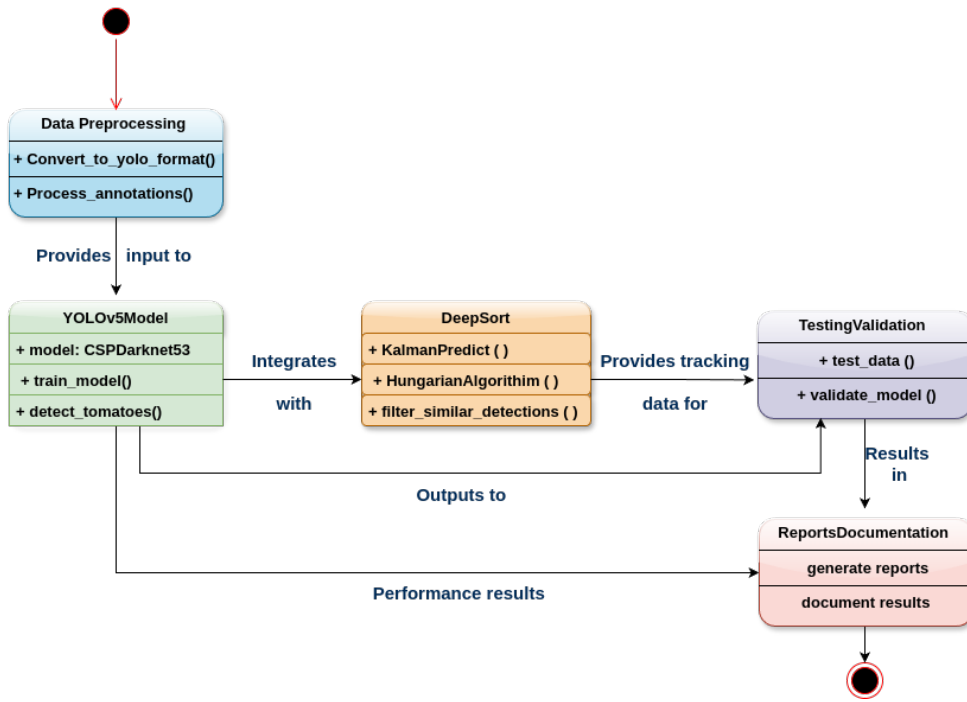 Data Preprocessing
+ Convert_to_yolo_format()
+ Process_annotations()
Provides input to
YOLOv5Model
+ model: CSPDarknet53
+ train_model()
+ detect_tomatoes()
Integrates
with
DeepSort
+ KalmanPredict ( )
+ HungarianAlgorithim ( )
+ filter_similar_detections ( )
Provides tracking
data for
TestingValidation
+ test_data ()
+ validate_model ()
Outputs to
Results
in
Performance results
ReportsDocumentation
generate reports
document results